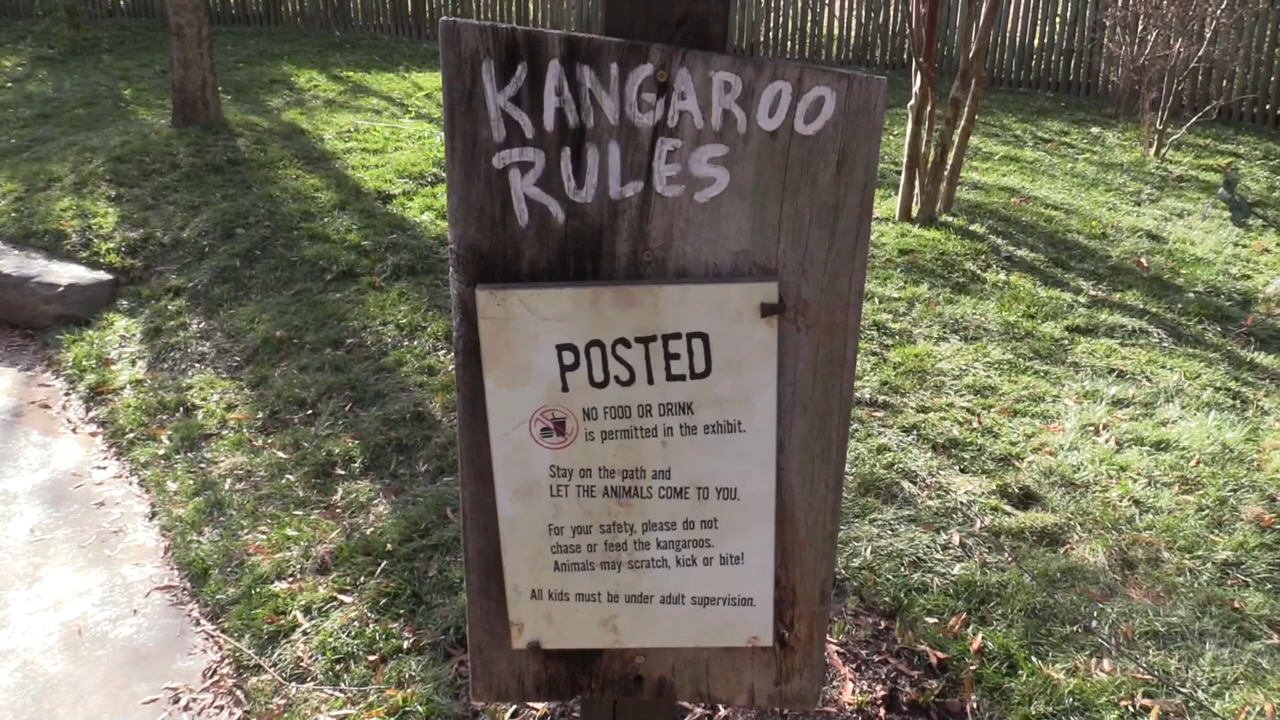 KANGAROO
RULES
POSTED
NO FOOD OR DRINK
is permitted in the exhibit.
Stay on the path and
LET THE ANIMALS COME TO YOU.
For your safety, please do not
chase or feed the kangaroos.
Animals may scratch, kick or bite!
All kids must be under adult supervision.